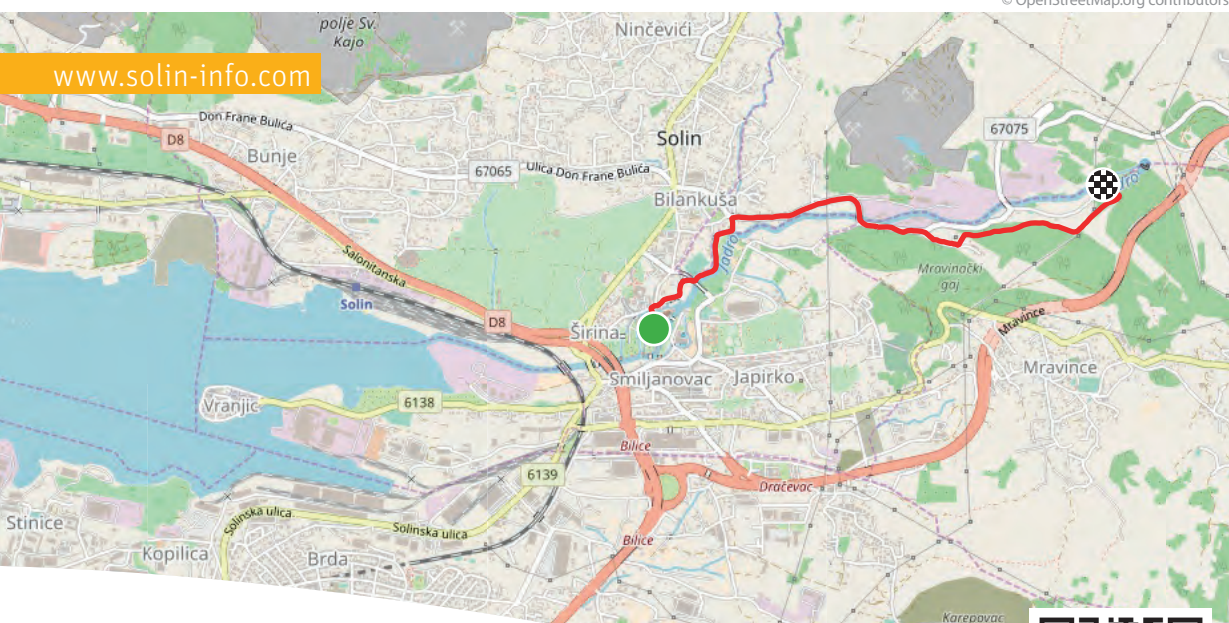 © OpenStreetMap.org contributors
polje Sv.
Kajo
Ninčevići
www.solin-info.com
Don Frane Bulića
D8
Bunje
Solin
67075
67065
Ulica Don Frane Bulića
Bilankuša
Jadro
Salonitanska
Solin
Mravinački
gaj
D8
Širina
Mravince
Smiljanovac
Japirko
Mravince
Vranjic
6138
Bilice
6139
Dračevac
Stinice
Solinska ulica
Solinska ulica
Bilice
Kopilica
Brda
Karepovac